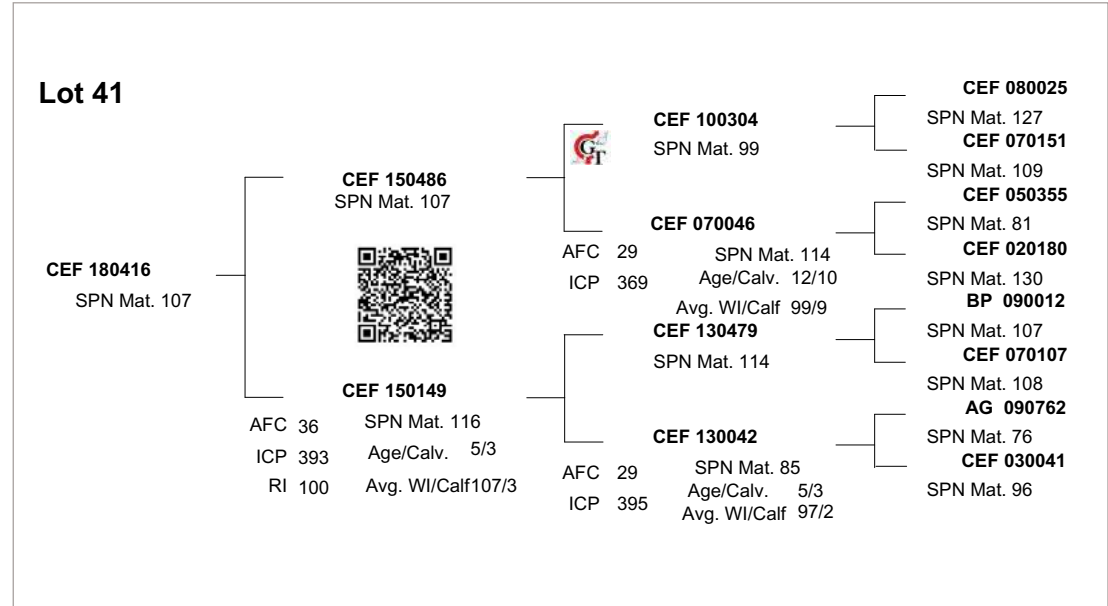 Lot 41
CEF 180416
SPN Mat. 107
CEF 150486
SPN Mat. 107
CEF 150149
AFC 36 SPN Mat. 116
ICP 393 Age/Calv. 5/3
RI 100 Avg. WI/Calf107/3
GT
CEF 100304
SPN Mat. 99
CEF 070046
AFC 29 SPN Mat. 114
ICP 369 Age/Calv. 12/10
Avg. WI/Calf 99/9
CEF 130479
SPN Mat. 114
CEF 130042
AFC 29 SPN Mat. 85
ICP 395 Age/Calv. 5/3
Avg. WI/Calf 97/2
CEF 080025
SPN Mat. 127
CEF 070151
SPN Mat. 109
CEF 050355
SPN Mat. 81
CEF 020180
SPN Mat. 130
BP 090012
SPN Mat. 107
CEF 070107
SPN Mat. 108
AG 090762
SPN Mat. 76
CEF 030041
SPN Mat. 96